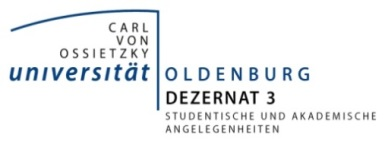 CARL
VON
OSSIETZKY
universität OLDENBURG
DEZERNAT 3
STUDENTISCHE UND AKADEMISCHE
ANGELEGENHEITEN